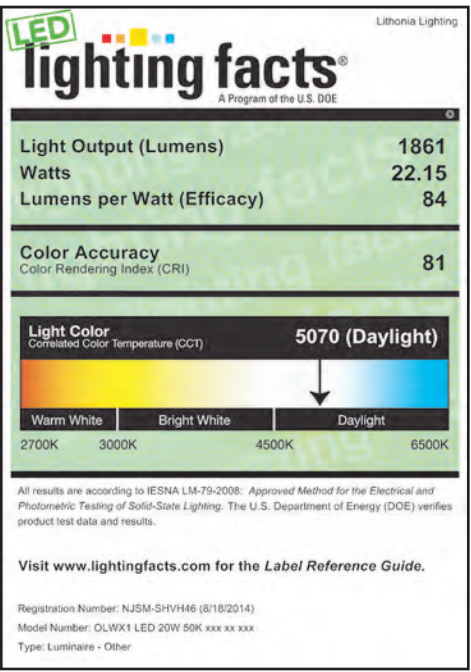 Lithonia Lighting
LED
lighting facts®
A Program of the U.S. DOE
Light Output (Lumens) 1861
Watts 22.15
Lumens per Watt (Efficacy) 84
Color Accuracy
Color Rendering Index (CRI) 81
Light Color
Correlated Color Temperature (CCT) 5070 (Daylight)
Warm White Bright White Daylight
2700K 3000K 4500K 6500K
All results are according to IESNA LM-79-2008: Approved Method for the Electrical and
Photometric Testing of Solid-State Lighting. The U.S. Department of Energy (DOE) verifies
product test data and results.
Visit www.lightingfacts.com for the Label Reference Guide.
Registration Number: NJSM-SHVH46 (8/18/2014)
Model Number: OLWX1 LED 20W 50K xxx xx xxx
Type: Luminaire - Other